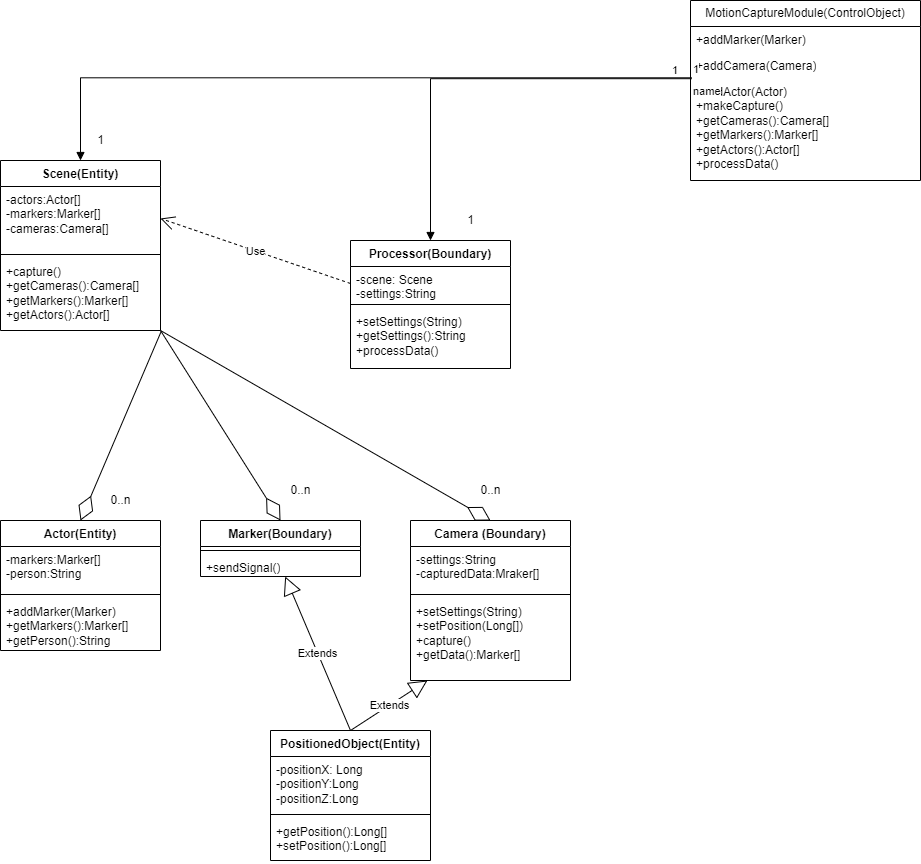 MotionCaptureModule(ControlObject)
+addMarker(Marker)
+addCamera(Camera)
name
Actor(Actor)
+makeCapture()
+getCameras():Camera[]
+getMarkers():Marker[]
+getActors():Actor[]
+processData()
1
1
1
1
Scene(Entity)
-actors:Actor[]
-markers:Marker[]
-cameras:Camera[]
+capture()
+getCameras():Camera[]
+getMarkers():Marker[]
+getActors():Actor[]
Use
Processor(Boundary)
-scene: Scene
-settings:String
+setSettings(String)
+getSettings():String
+processData()
0..n
0..n
0..n
Actor(Entity)
-markers:Marker[]
-person:String
+addMarker(Marker)
+getMarkers():Marker[]
+getPerson():String
Marker(Boundary)
+sendSignal()
Camera (Boundary)
-settings:String
-capturedData:Mraker[]
+setSettings(String)
+setPosition(Long[])
+capture()
+getData():Marker[]
Extends
Extends
PositionedObject(Entity)
-positionX: Long
-positionY:Long
-positionZ:Long
+getPosition():Long[]
+setPosition():Long[]